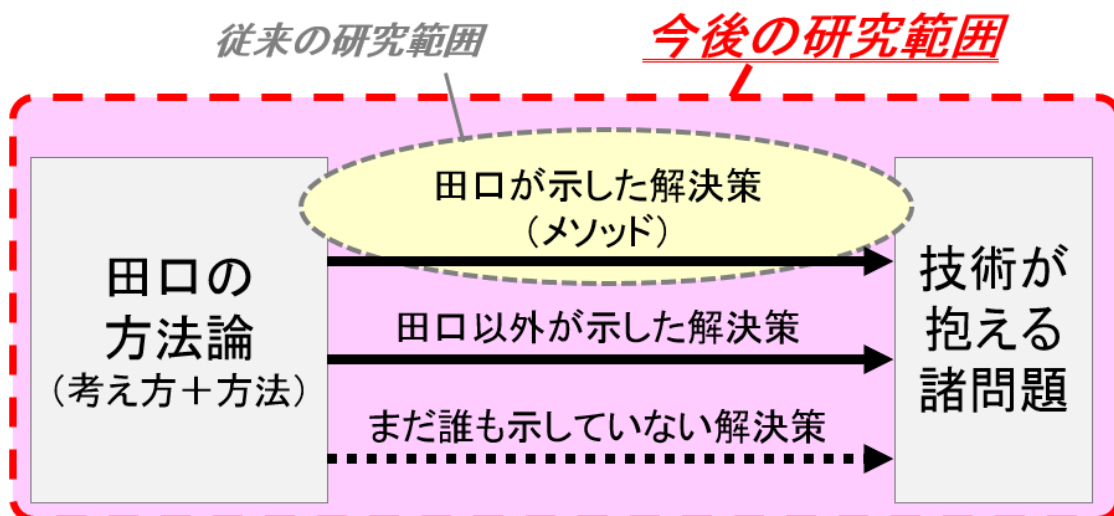 従来の研究範囲
今後の研究範囲
田口の
方法論
(考え方+方法)
田口が示した解決策
(メソッド)
田口以外が示した解決策
まだ誰も示していない解決策
技術が
抱える
諸問題